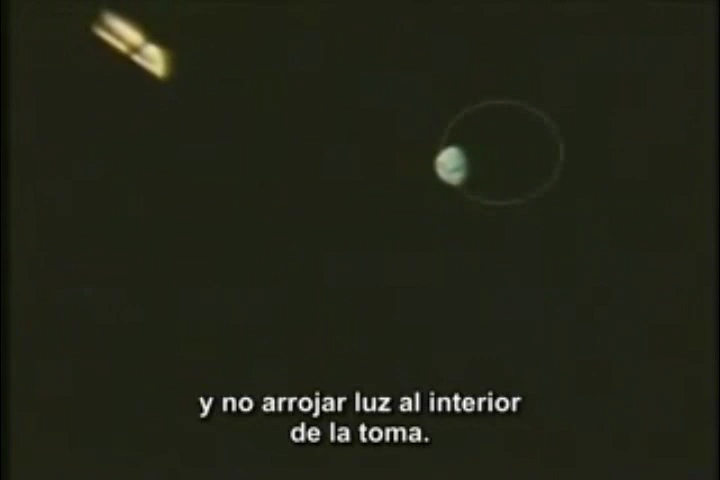 y no arrojar luz al interior
de la toma.